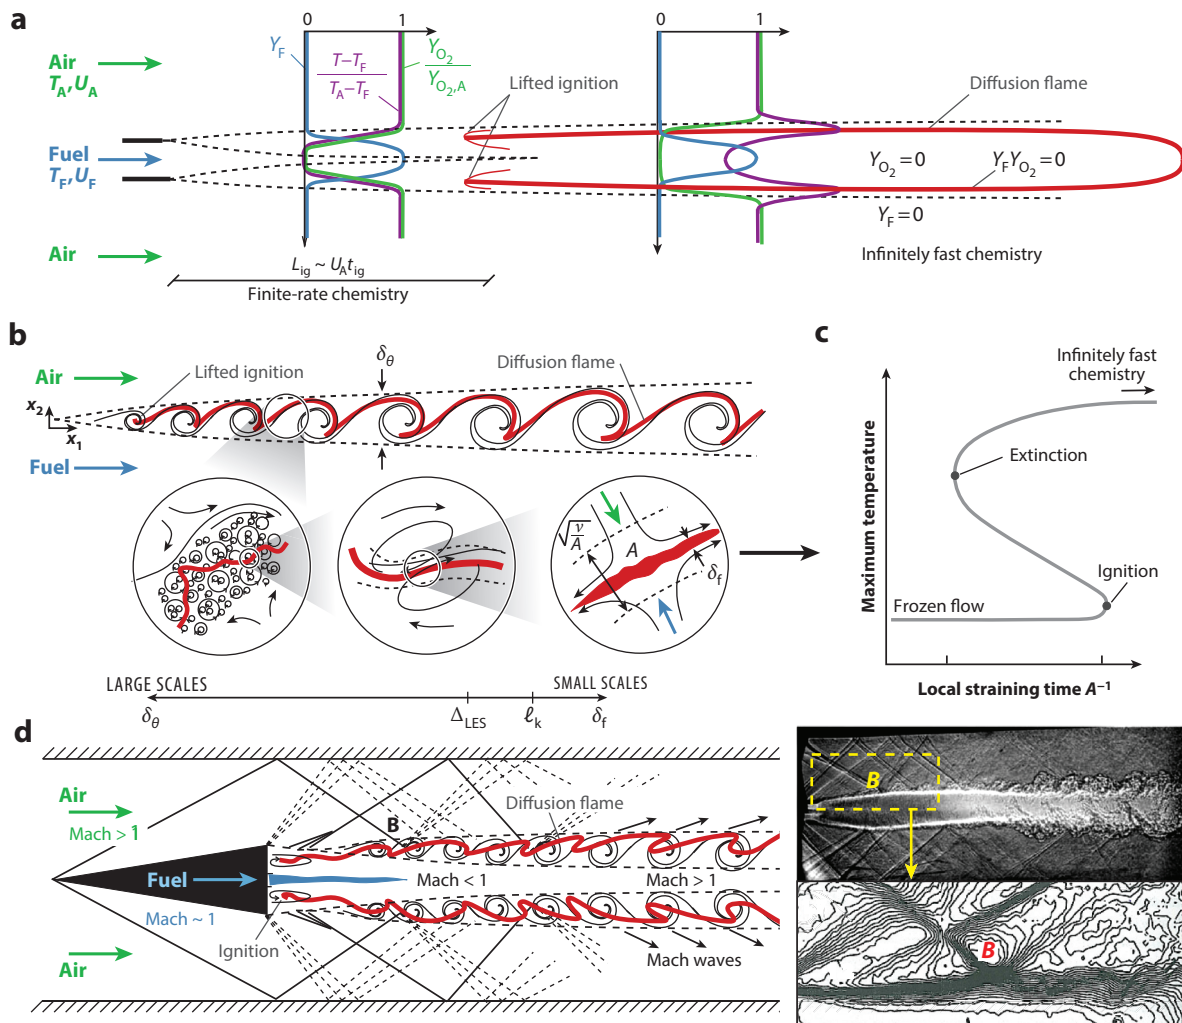 a
0 1
0 1
Air
T_A, U_A
Y_F
T–T_F
T_A–T_F
Y_O2
Y_O2,A
Lifted ignition
Diffusion flame
Fuel
T_F, U_F
Y_O2 = 0
Y_F Y_O2 = 0
Y_F = 0
Air
L_ig ~ U_A t_ig
Finite-rate chemistry
Infinitely fast chemistry
b
Air
Lifted ignition
δ_θ
Diffusion flame
x_2
x_1
Fuel
√(ν/A)
A
δ_f
LARGE SCALES
SMALL SCALES
δ_θ
Δ_LES
ℓ_k
δ_f
c
Infinitely fast
chemistry
Maximum temperature
Extinction
Ignition
Frozen flow
Local straining time A⁻¹
d
Air
Mach > 1
B
Diffusion flame
Fuel
Mach < 1
Mach > 1
Mach ~ 1
Ignition
Mach waves
Air
B
B